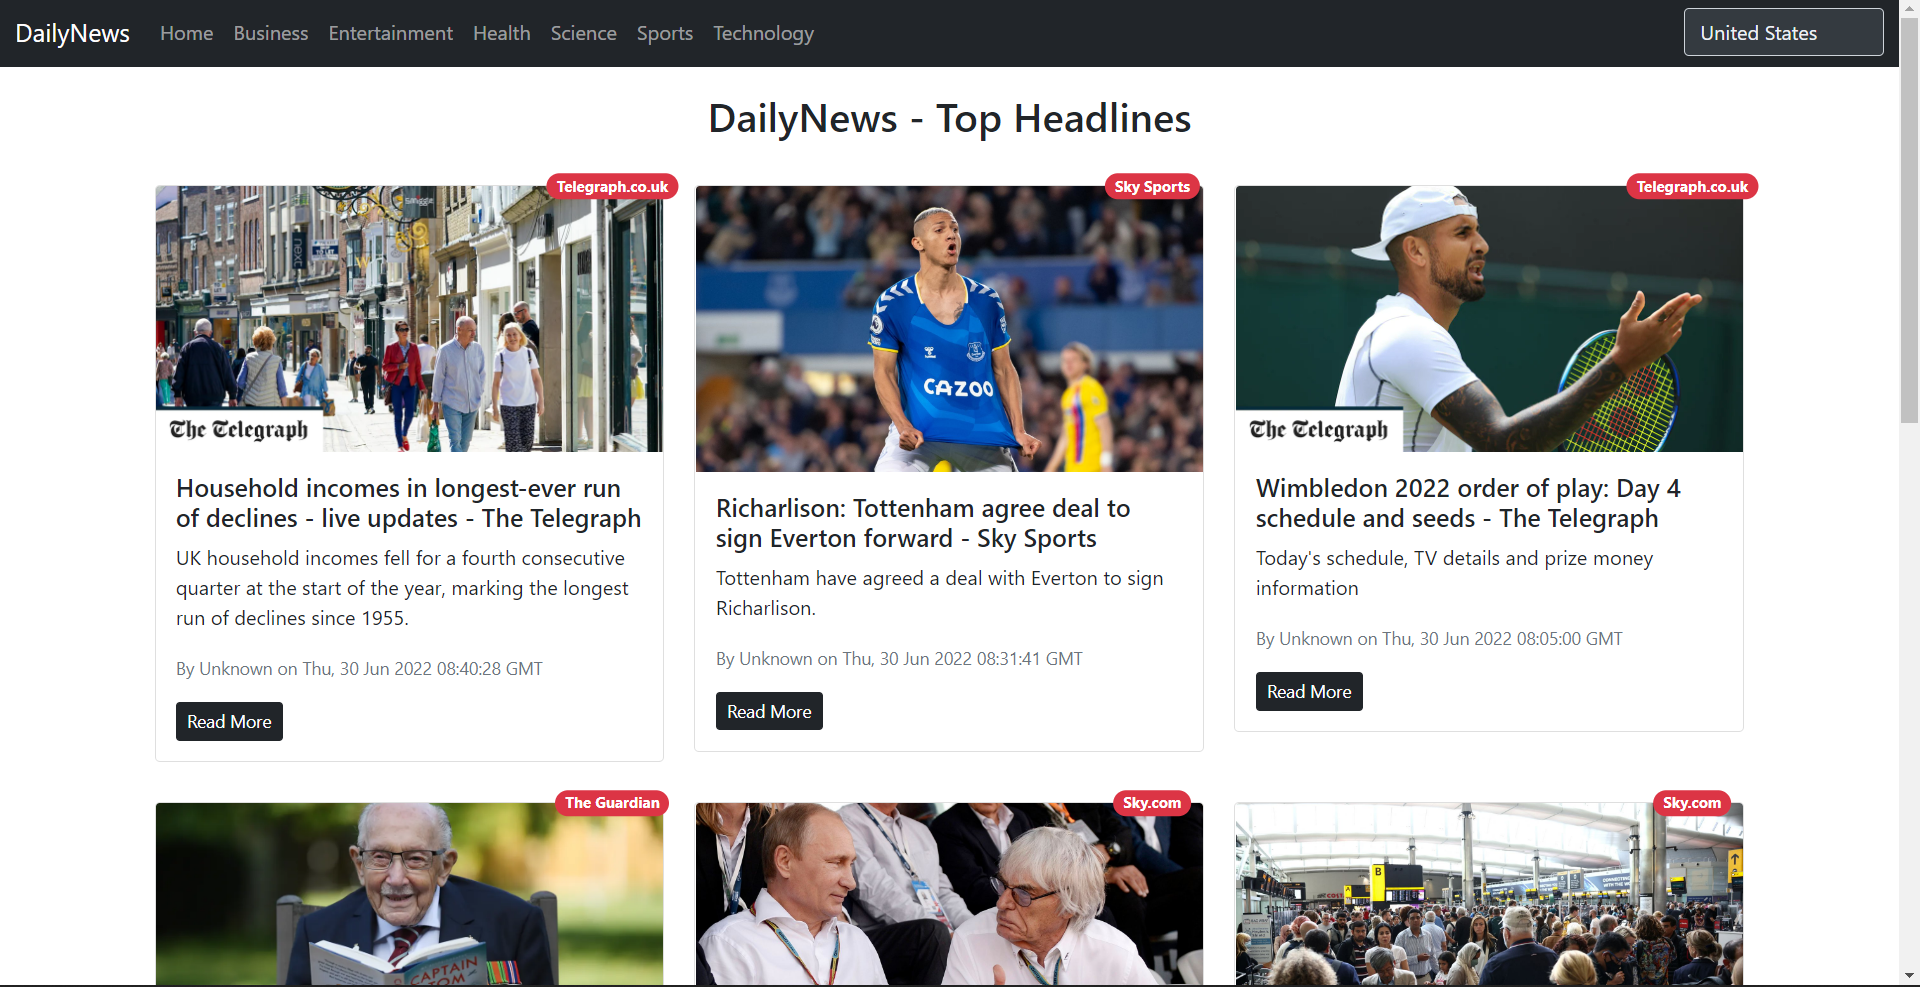 DailyNews Home Business Entertainment Health Science Sports Technology United States
DailyNews - Top Headlines
Telegraph.co.uk
next
The Telegraph
Household incomes in longest-ever run
of declines - live updates - The Telegraph
UK household incomes fell for a fourth consecutive
quarter at the start of the year, marking the longest
run of declines since 1955.
By Unknown on Thu, 30 Jun 2022 08:40:28 GMT
Read More
Sky Sports
CAZOO
Richarlison: Tottenham agree deal to
sign Everton forward - Sky Sports
Tottenham have agreed a deal with Everton to sign
Richarlison.
By Unknown on Thu, 30 Jun 2022 08:31:41 GMT
Read More
Telegraph.co.uk
The Telegraph
Wimbledon 2022 order of play: Day 4
schedule and seeds - The Telegraph
Today's schedule, TV details and prize money
information
By Unknown on Thu, 30 Jun 2022 08:05:00 GMT
Read More
The Guardian
CAPTAIN
TOM
Sky.com
Sky.com
B
A